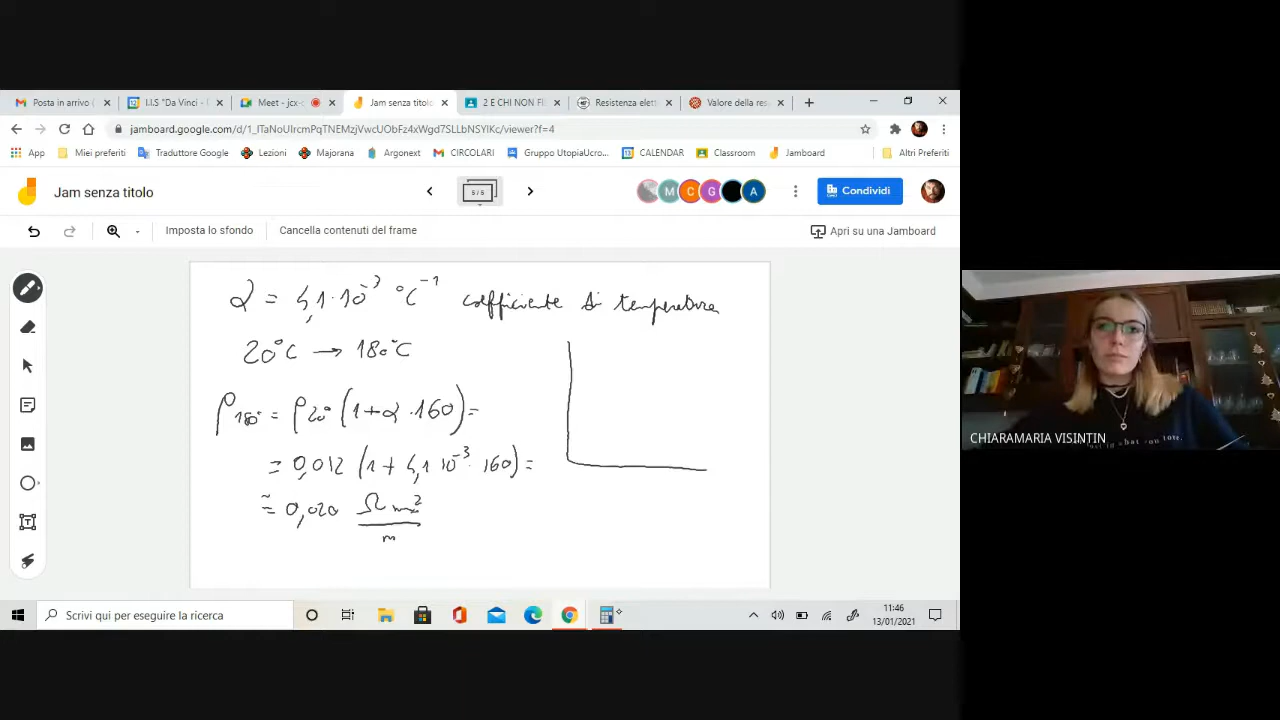 Posta in arrivo (
I.I.S "Da Vinci - 
Meet - jcx-
Jam senza titolo
2 E CHI NON FI
Resistenza elett
Valore della res
jamboard.google.com/d/1_lTaNoUIrcmPqTNEMzjVwcUObFz4xWgd7SLLbNSYlKc/viewer?f=4
App
Miei preferiti
Traduttore Google
Lezioni
Majorana
Argonext
CIRCOLARI
Gruppo UtopiaUcro...
CALENDAR
Classroom
Jamboard
Altri Preferiti
Jam senza titolo
5 / 5
M C G A
Condividi
Imposta lo sfondo
Cancella contenuti del frame
Apri su una Jamboard
α = 4,1·10⁻³ °C⁻¹ coefficiente di temperatura
20°C → 180°C
ρ180° = ρ20° (1+α·160) =
= 0,012 (1 + 4,1 10⁻³· 160) =
≅ 0,020 Ω mm²
m
CHIARAMARIA VISINTIN
Scrivi qui per eseguire la ricerca
11:46
13/01/2021